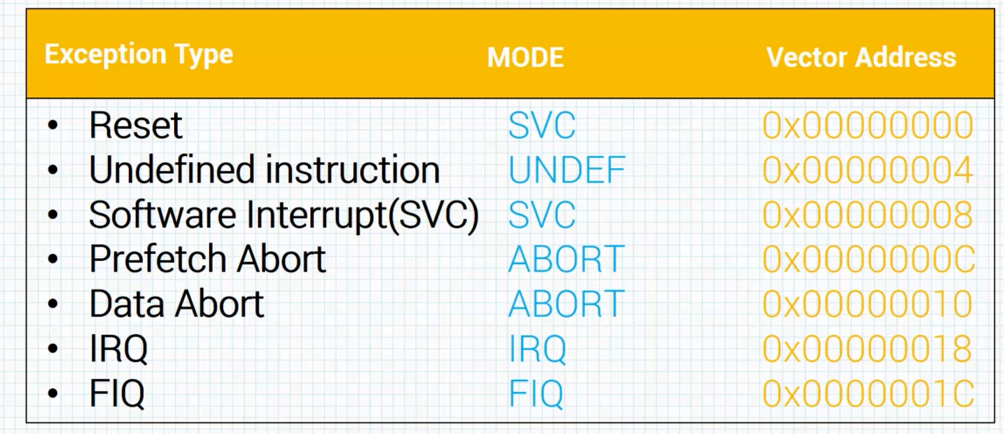 Exception Type MODE Vector Address
• Reset SVC 0x00000000
• Undefined instruction UNDEF 0x00000004
• Software Interrupt(SVC) SVC 0x00000008
• Prefetch Abort ABORT 0x0000000C
• Data Abort ABORT 0x00000010
• IRQ IRQ 0x00000018
• FIQ FIQ 0x0000001C